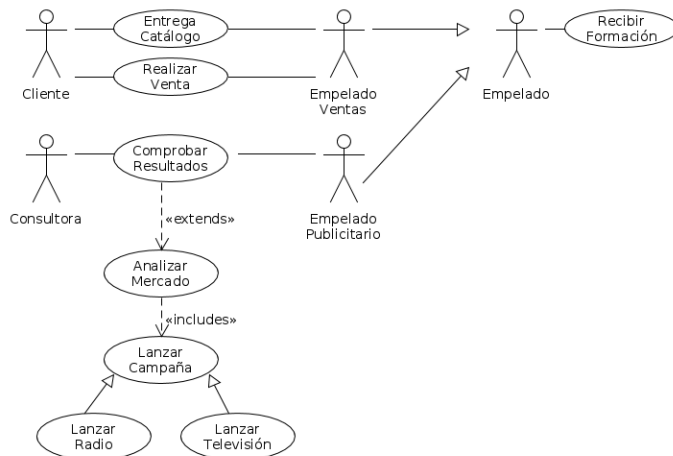 Entrega
Catálogo
Recibir
Formación
Realizar
Venta
Cliente
Empelado
Ventas
Empelado
Comprobar
Resultados
Consultora
Empelado
Publicitario
«extends»
Analizar
Mercado
«includes»
Lanzar
Campaña
Lanzar
Radio
Lanzar
Televisión